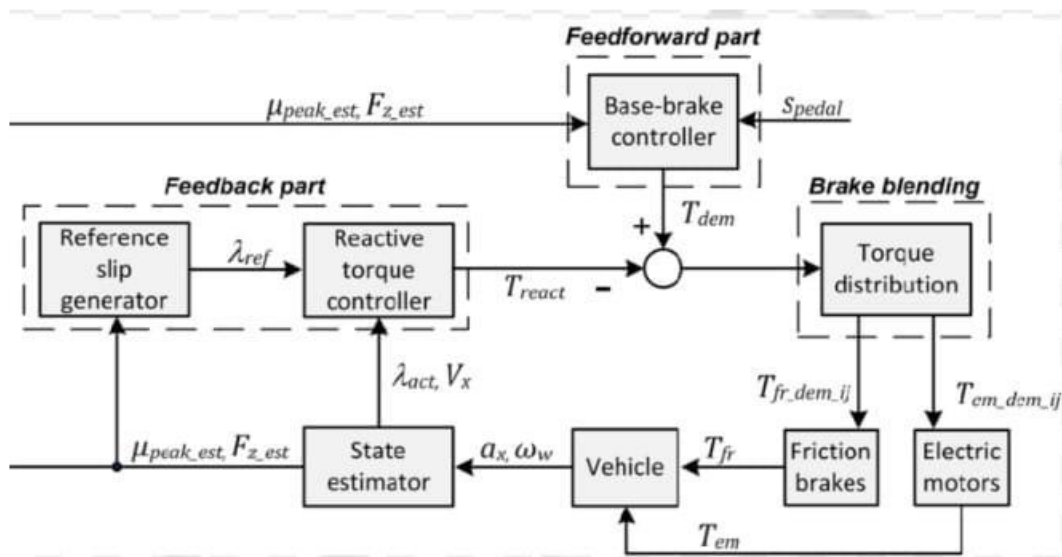 Feedforward part
μpeak_est, Fz_est
Base-brake
controller
spedal
Feedback part
Brake blending
Tdem
+
Reference
slip
generator
λref
Reactive
torque
controller
Treact
-
Torque
distribution
λact, Vx
Tfr_dem_ij
Tem_dem_ij
μpeak_est, Fz_est
State
estimator
ax, ωw
Vehicle
Tfr
Friction
brakes
Electric
motors
Tem